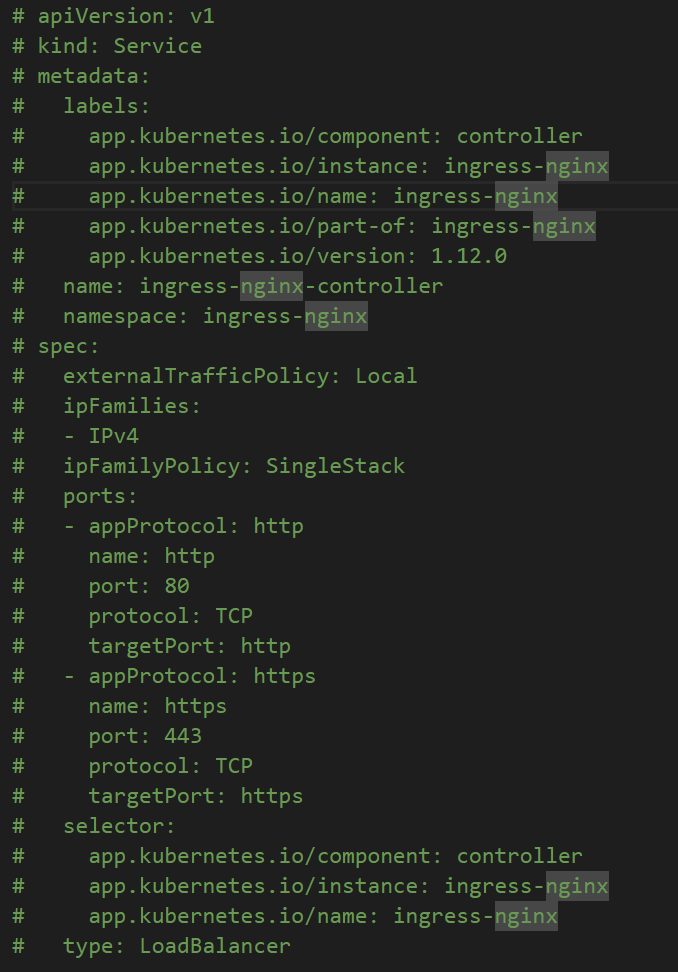 # apiVersion: v1
# kind: Service
# metadata:
#   labels:
#     app.kubernetes.io/component: controller
#     app.kubernetes.io/instance: ingress-nginx
#     app.kubernetes.io/name: ingress-nginx
#     app.kubernetes.io/part-of: ingress-nginx
#     app.kubernetes.io/version: 1.12.0
#   name: ingress-nginx-controller
#   namespace: ingress-nginx
# spec:
#   externalTrafficPolicy: Local
#   ipFamilies:
#   - IPv4
#   ipFamilyPolicy: SingleStack
#   ports:
#   - appProtocol: http
#     name: http
#     port: 80
#     protocol: TCP
#     targetPort: http
#   - appProtocol: https
#     name: https
#     port: 443
#     protocol: TCP
#     targetPort: https
#   selector:
#     app.kubernetes.io/component: controller
#     app.kubernetes.io/instance: ingress-nginx
#     app.kubernetes.io/name: ingress-nginx
#   type: LoadBalancer